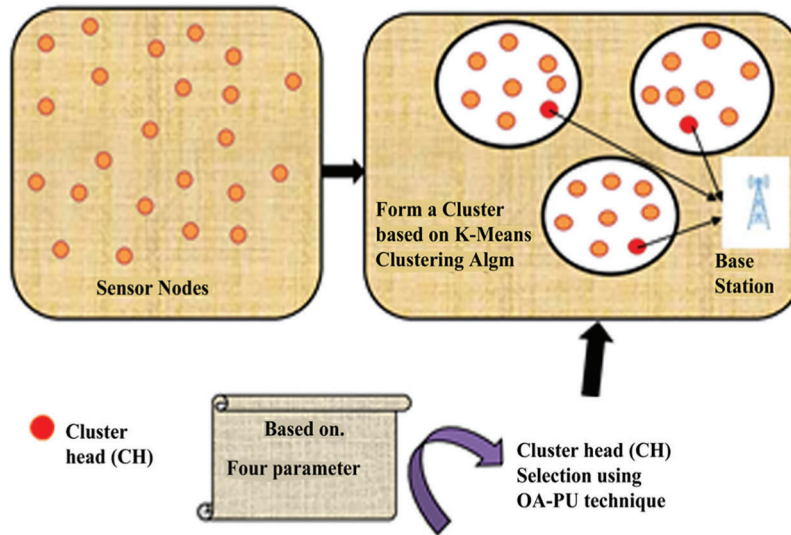 Sensor Nodes
Form a Cluster
based on K-Means
Clustering Algm
Base
Station
Cluster
head (CH)
Based on.
Four parameter
Cluster head (CH)
Selection using
OA-PU technique